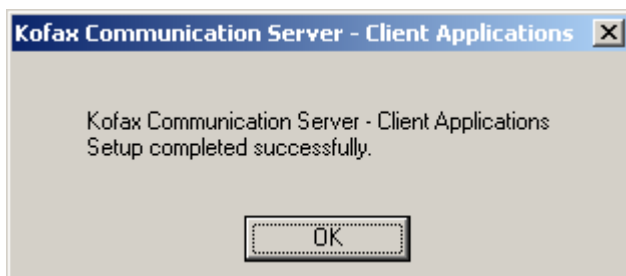 Kofax Communication Server - Client Applications
Kofax Communication Server - Client Applications
Setup completed successfully.
OK